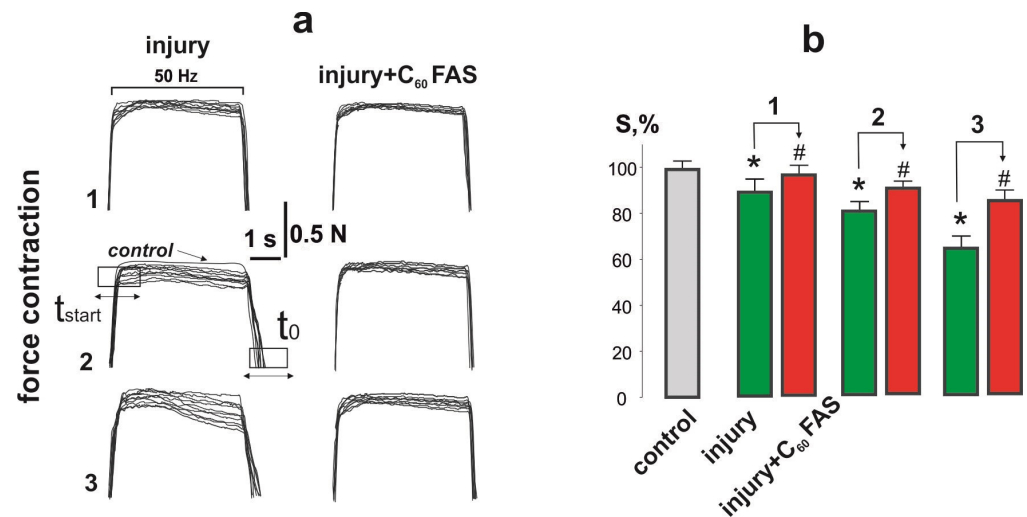 a
injury
50 Hz
injury+C60 FAS
force contraction
1
1 s
0.5 N
control
tstart
t0
2
3
b
S,%
1
2
3
*
#
*
#
*
#
100
80
60
40
20
0
control
injury
injury+C60 FAS